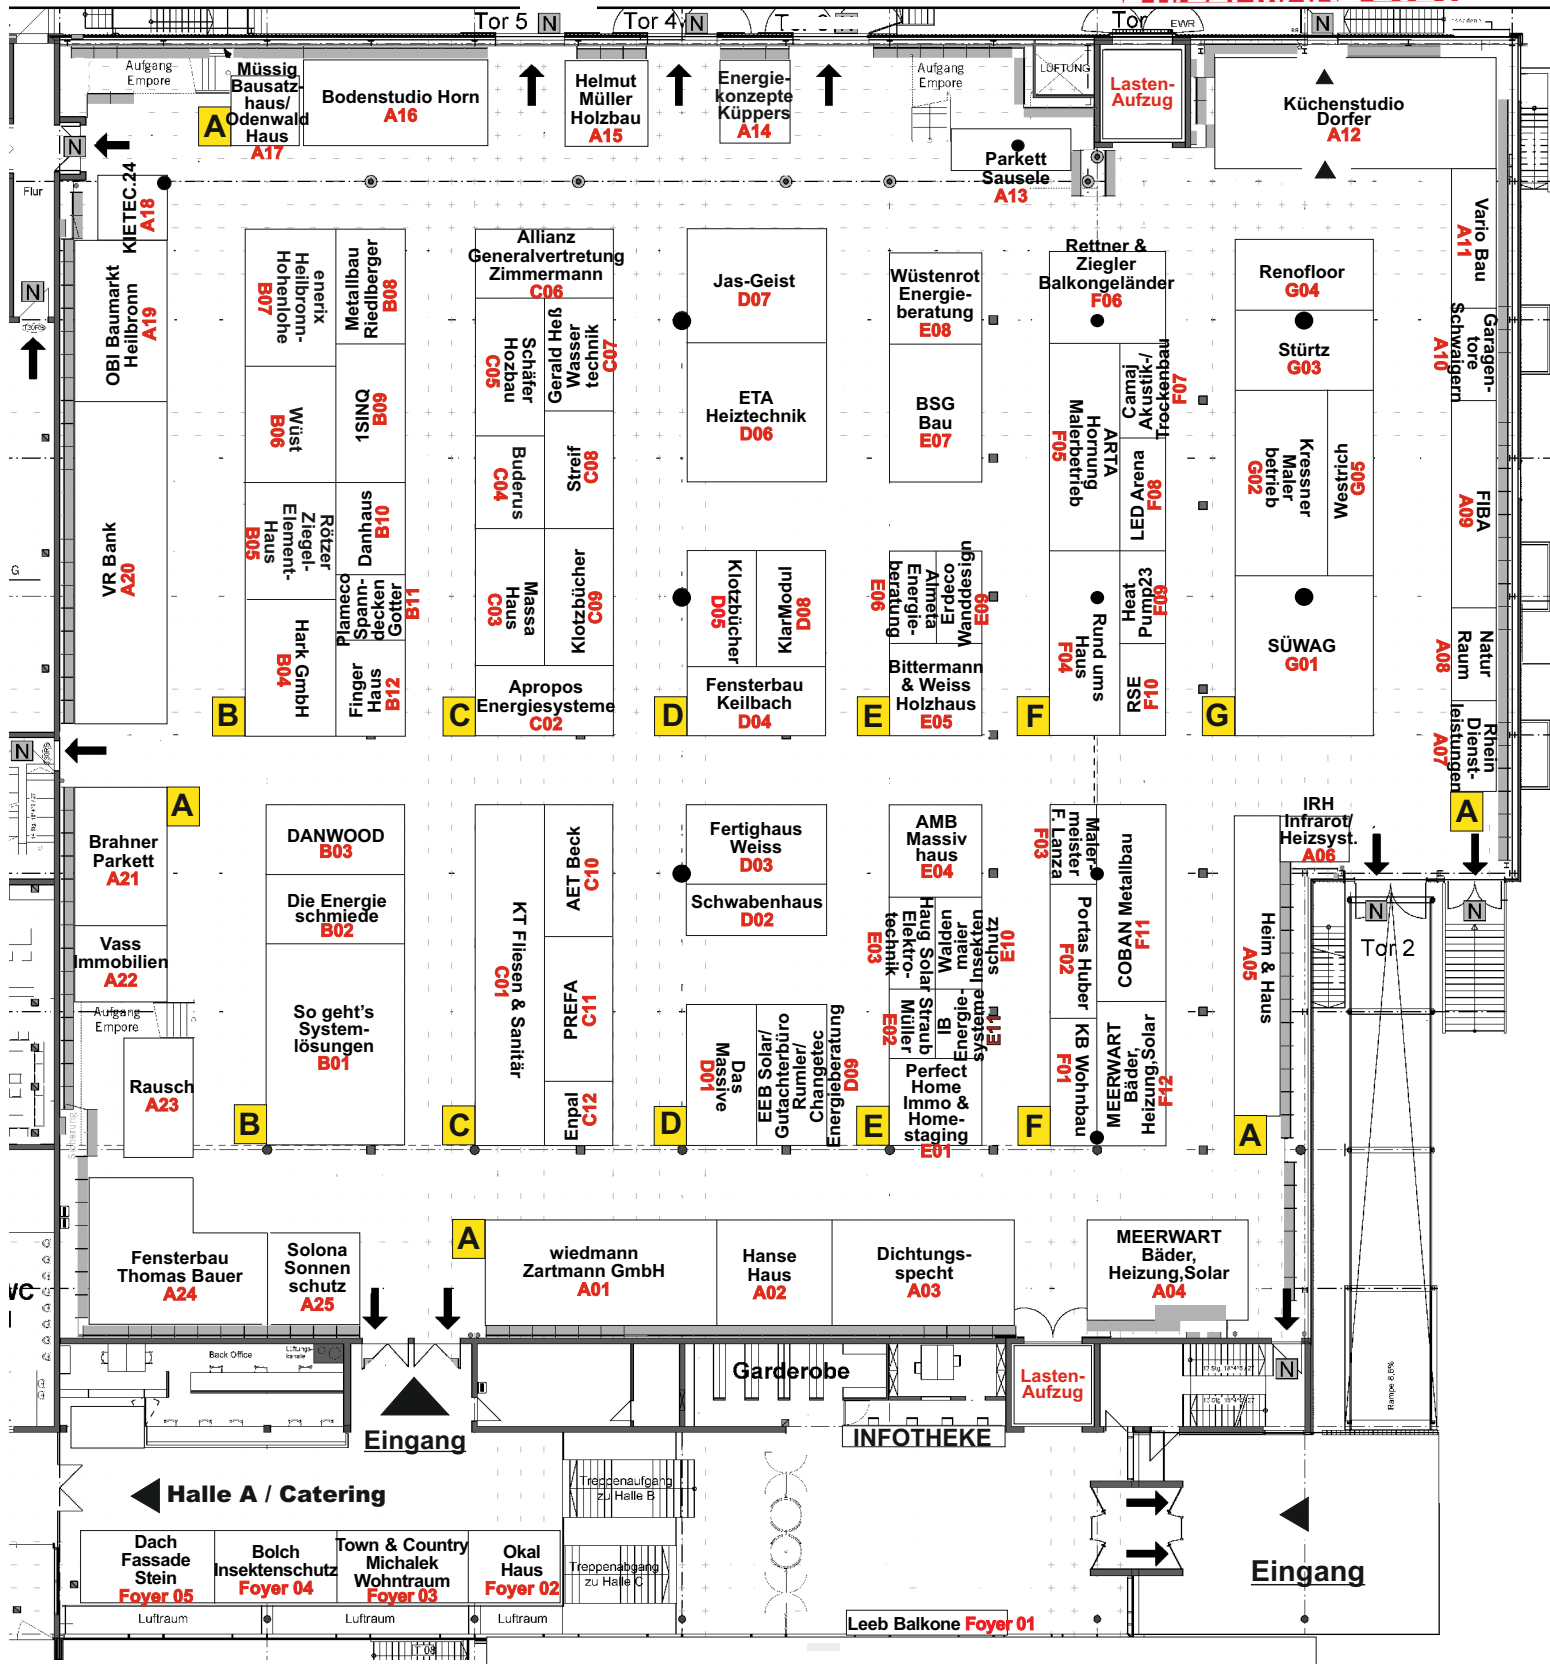 Tor 5
N
Tor 4
N
Tor
EWR
N
Aufgang
Empore
A
Müssig
Bausatz-
haus/
Odenwald
Haus
A17
Bodenstudio Horn
A16
Helmut
Müller
Holzbau
A15
Energie-
konzepte
Küppers
A14
Aufgang
Empore
LÜFTUNG
Lasten-
Aufzug
Küchenstudio
Dorfer
A12
Parkett
Sausele
A13
N
Flur
N
KIETEC.24
A18
OBI Baumarkt
Heilbronn
A19
VR Bank
A20
enerix
Heilbronn-
Hohenlohe
B07
Metallbau
Riedlberger
B08
Wüst
B06
1SINQ
B09
Rötzer
Ziegel-
Element-
Haus
B05
Danhaus
B10
Plameco
Spann-
decken
Gotter
B11
Hark GmbH
B04
Finger
Haus
B12
B
Allianz
Generalvertretung
Zimmermann
C06
Schäfer
Hozbau
C05
Gerald Heß
Wasser
technik
C07
Buderus
C04
Streif
C08
Massa
Haus
C03
Klotzbücher
C09
Apropos
Energiesysteme
C02
C
Jas-Geist
D07
ETA
Heiztechnik
D06
Klotzbücher
D05
KlarModul
D08
Fensterbau
Keilbach
D04
D
Wüstenrot
Energie-
beratung
E08
BSG
Bau
E07
Almeta
Energie-
beratung
E06
Erdeco
Wanddesign
E09
Bittermann
& Weiss
Holzhaus
E05
E
Rettner &
Ziegler
Balkongeländer
F06
ARTA
Hornung
Malerbetrieb
F05
Camaj
Akustik-/
Trockenbau
F07
LED Arena
F08
Rund ums
Haus
F04
Heat
Pump23
F09
RSE
F10
F
Renofloor
G04
Stürtz
G03
Kressner
Maler
betrieb
G02
Westrich
G05
SÜWAG
G01
G
Vario Bau
A11
Garagen-
tore
Schwaigern
A10
FIBA
A09
Natur
Raum
A08
Rhein
Dienst-
leistungen
A07
A
G
N
A
Brahner
Parkett
A21
Vass
Immobilien
A22
Aufgang
Empore
Rausch
A23
DANWOOD
B03
Die Energie
schmiede
B02
So geht's
System-
lösungen
B01
B
KT Fliesen & Sanitär
C01
AET Beck
C10
PREFA
C11
Enpal
C12
C
Fertighaus
Weiss
D03
Schwabenhaus
D02
Das
Massive
D01
EEB Solar/
Gutachterbüro
Rumler/
Changetec
Energieberatung
D09
D
AMB
Massiv
haus
E04
Haug Solar
Elektro-
technik
E03
Walden
maier
Insekten
schutz
E10
Straub
Müller
E02
IB
Energie-
systeme
E11
Perfect
Home
Immo &
Home-
staging
E01
E
Maler-
meister
F. Lanza
F03
Portas Huber
F02
COBAN Metallbau
F11
KB Wohnbau
F01
MEERWART
Bäder,
Heizung,Solar
F12
F
IRH
Infrarot/
Heizsyst.
A06
Heim & Haus
A05
A
N
N
Tor 2
Rampe 8,6%
Fensterbau
Thomas Bauer
A24
Solona
Sonnen
schutz
A25
A
wiedmann
Zartmann GmbH
A01
Hanse
Haus
A02
Dichtungs-
specht
A03
MEERWART
Bäder,
Heizung,Solar
A04
Back Office
Lüftungs-
kanäle
Garderobe
Lasten-
Aufzug
N
Eingang
INFOTHEKE
Halle A / Catering
Treppenaufgang
zu Halle B
Treppenabgang
zu Halle C
Dach
Fassade
Stein
Foyer 05
Bolch
Insektenschutz
Foyer 04
Town & Country
Michalek
Wohntraum
Foyer 03
Okal
Haus
Foyer 02
Eingang
Luftraum
Luftraum
Luftraum
Leeb Balkone Foyer 01